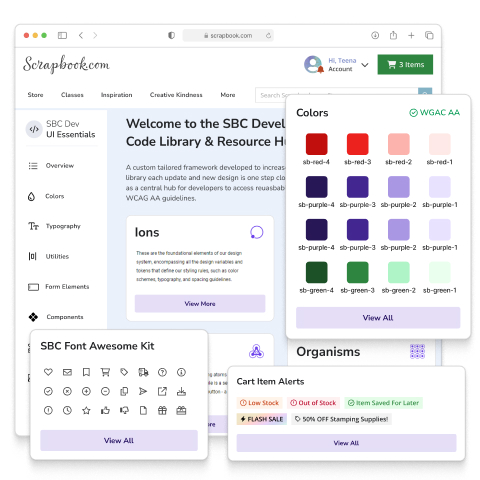 scrapbook.com
Scrapbook.com
Hi, Teena
Account
3 Items
Store Classes Inspiration Creative Kindness More
Search
SBC Dev
UI Essentials
Overview
Colors
Typography
Utilities
Form Elements
Components
Welcome to the SBC
Code Library & Resource
A custom tailored framework developed to
library each update and new design is one step
as a central hub for developers to access
WCAG AA guidelines.
Ions
These are the foundational elements of our design
system, encompassing all the design variables and
tokens that define our styling rules, such as color
schemes, typography, and spacing guidelines.
View More
Colors
WGAC AA
sb-red-4 sb-red-3 sb-red-2 sb-red-1
sb-purple-4 sb-purple-3 sb-purple-2 sb-purple-1
sb-purple-4 sb-purple-3 sb-purple-2 sb-purple-1
sb-green-4 sb-green-3 sb-green-2 sb-green-1
View All
Organisms
SBC Font Awesome Kit
View All
Cart Item Alerts
Low Stock Out of Stock Item Saved For Later
FLASH SALE 50% OFF Stamping Supplies!
View All